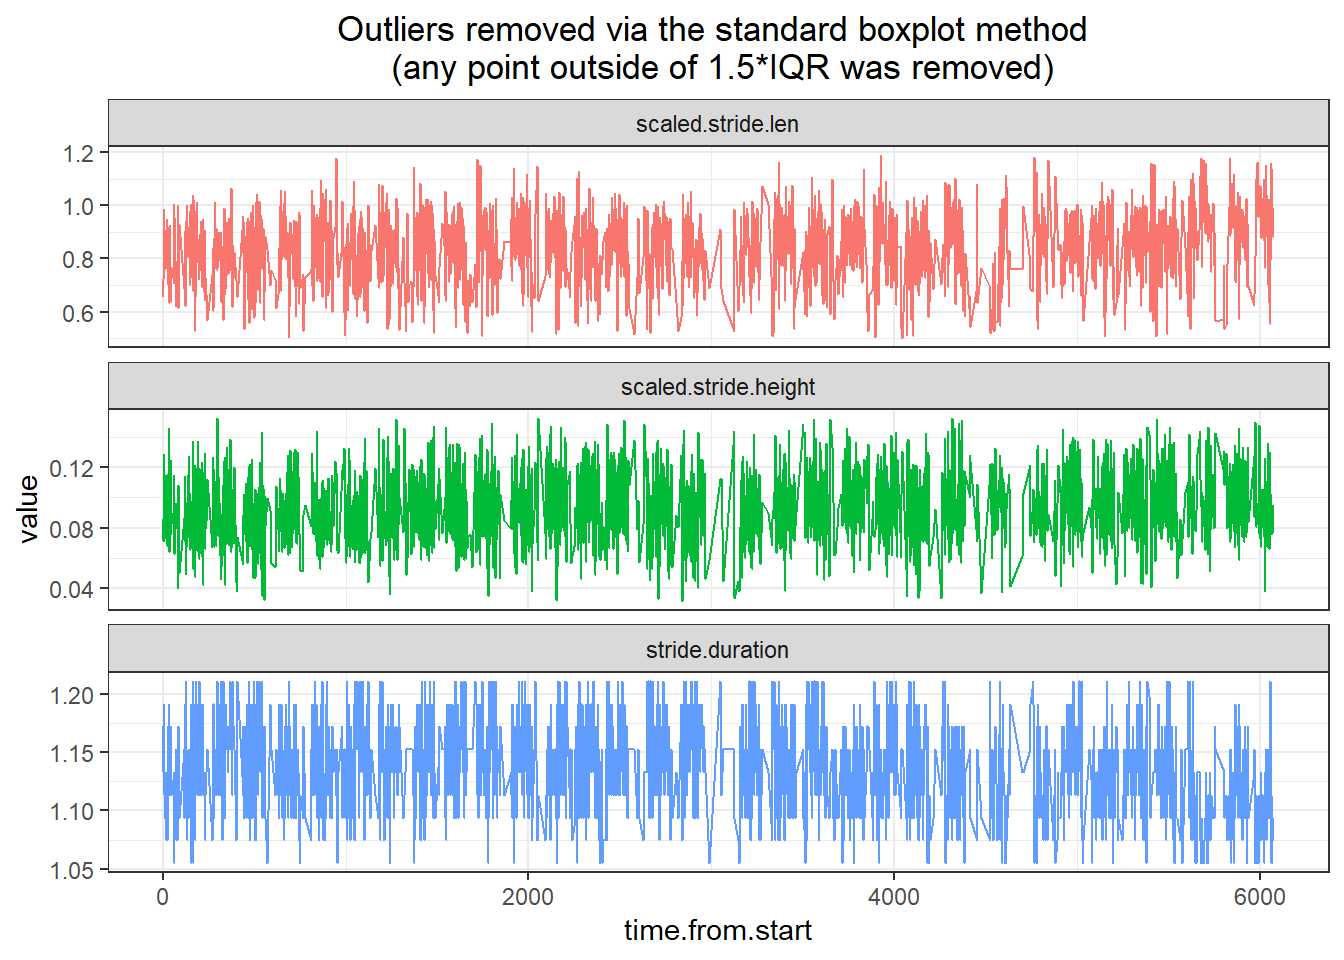 Outliers removed via the standard boxplot method
(any point outside of 1.5*IQR was removed)
scaled.stride.len
1.2
1.0
0.8
0.6
scaled.stride.height
0.12
0.08
0.04
value
stride.duration
1.20
1.15
1.10
1.05
0 2000 4000 6000
time.from.start